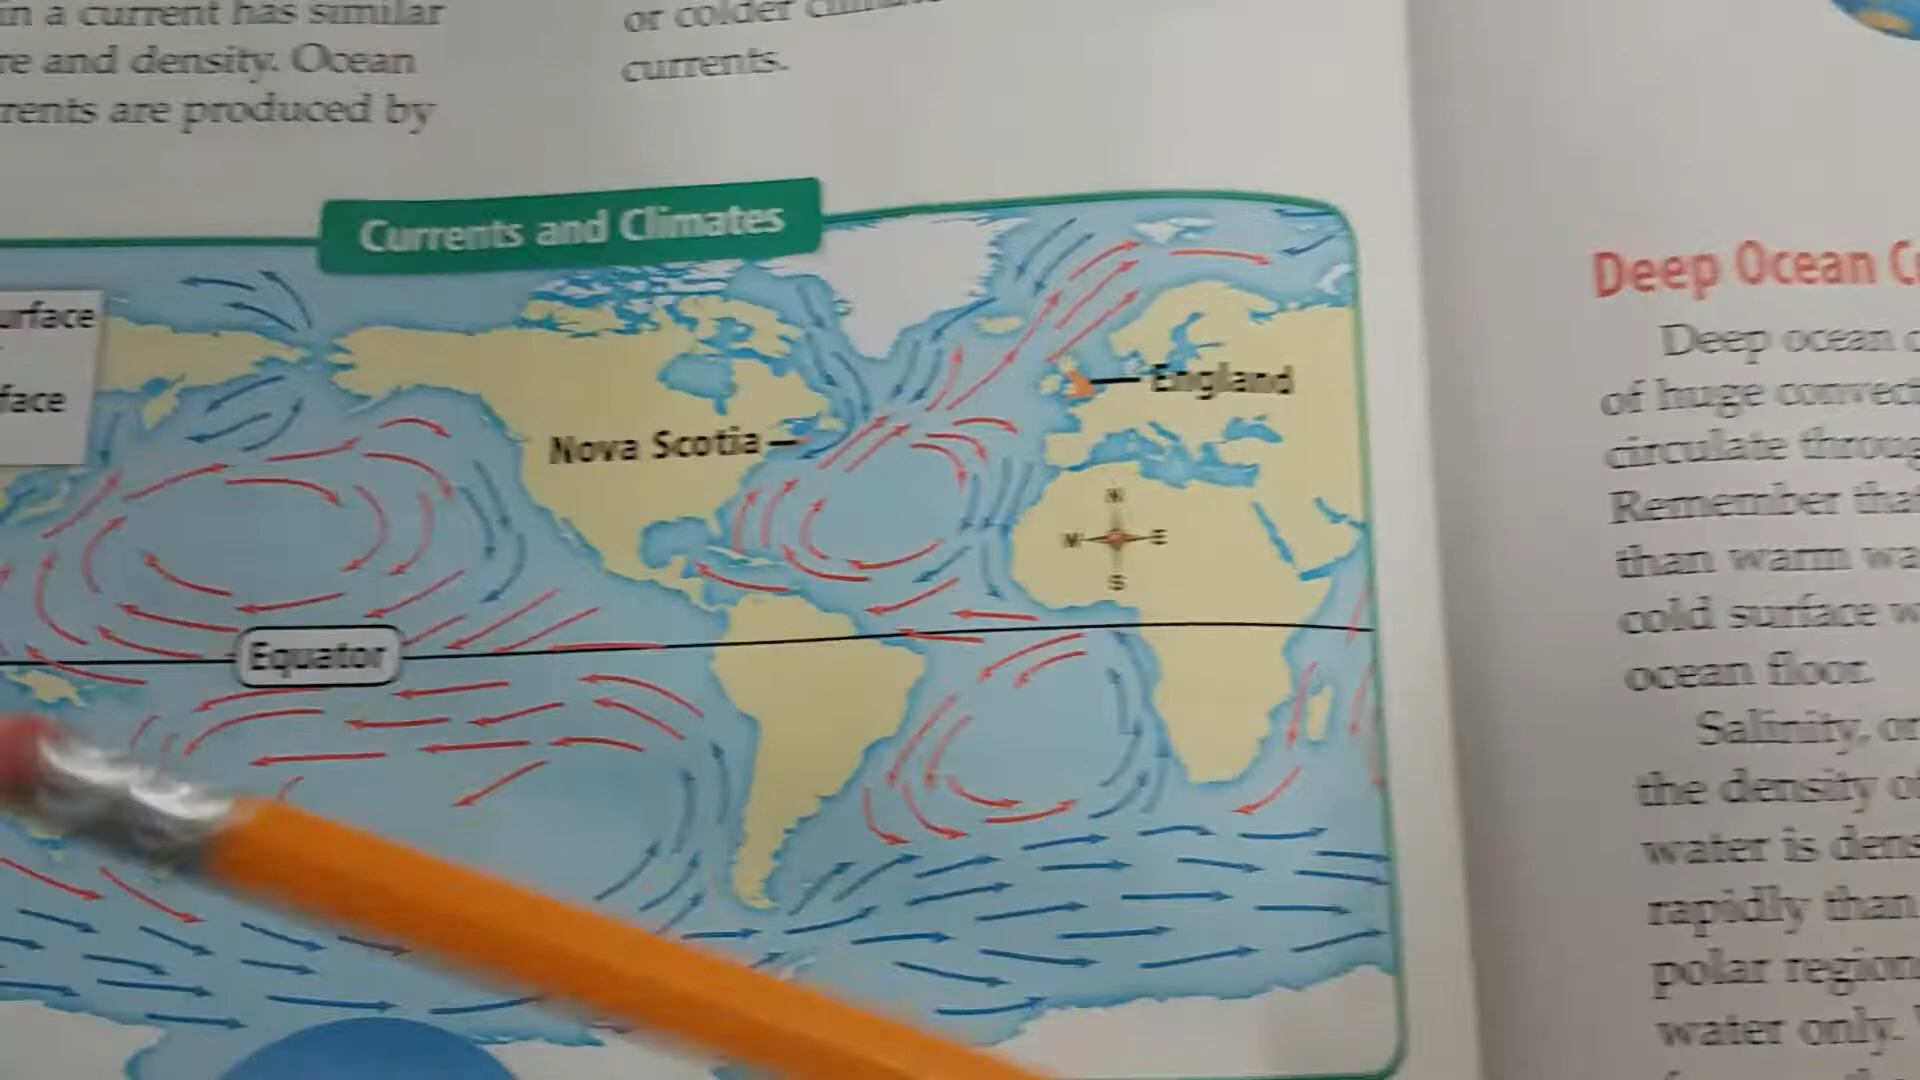 in a current has similar
re and density. Ocean
rents are produced by
or colder
currents.
Currents and Climates
urface
face
England
Nova Scotia
N
W E
S
Equator
Deep Ocean C
Deep ocean c
of huge convect
circulate throug
Remember tha
than warm wa
cold surface w
ocean floor.
Salinity, or
the density of
water is dens
rapidly than
polar region
water only.